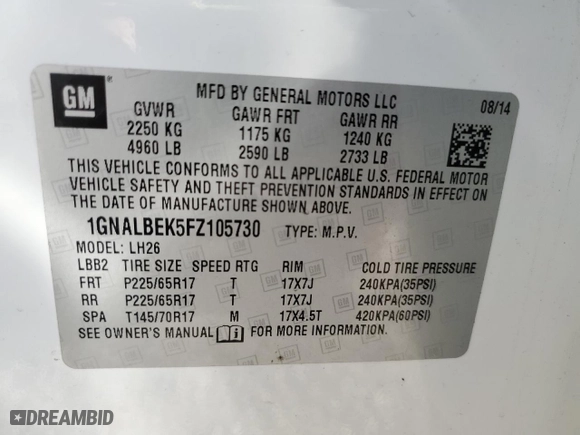 GM
MFD BY GENERAL MOTORS LLC 08/14
GVWR GAWR FRT GAWR RR
2250 KG 1175 KG 1240 KG
4960 LB 2590 LB 2733 LB
THIS VEHICLE CONFORMS TO ALL APPLICABLE U.S. FEDERAL MOTOR
VEHICLE SAFETY AND THEFT PREVENTION STANDARDS IN EFFECT ON
THE DATE OF MANUFACTURE SHOWN ABOVE.
1GNALBEK5FZ105730 TYPE: M.P.V.
MODEL: LH26
LBB2 TIRE SIZE SPEED RTG RIM COLD TIRE PRESSURE
FRT P225/65R17 T 17X7J 240KPA(35PSI)
RR P225/65R17 T 17X7J 240KPA(35PSI)
SPA T145/70R17 M 17X4.5T 420KPA(60PSI)
SEE OWNER'S MANUAL FOR MORE INFORMATION
DREAMBID